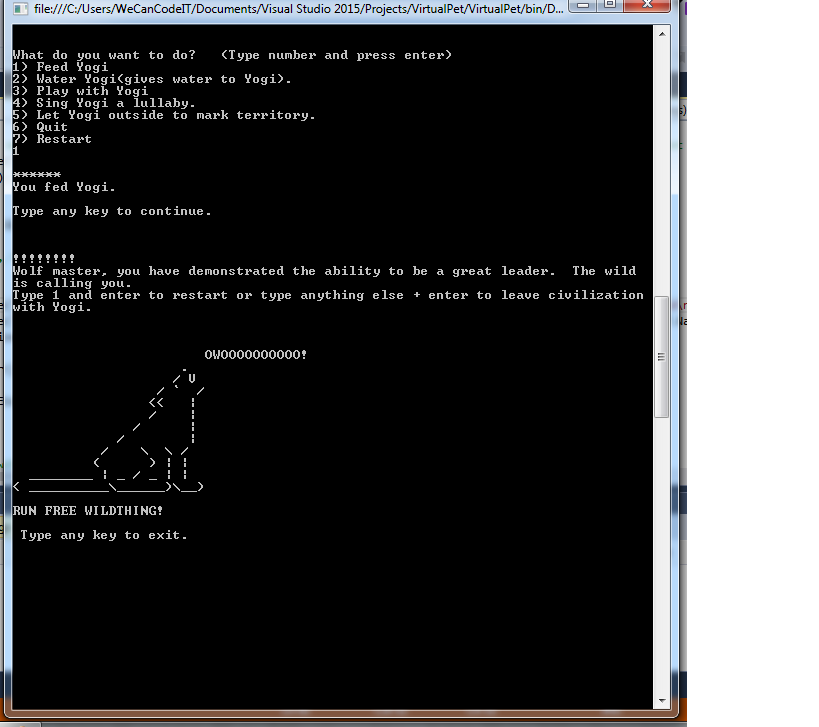 file:///C:/Users/WeCanCodeIT/Documents/Visual Studio 2015/Projects/VirtualPet/VirtualPet/bin/D...
What do you want to do?   (Type number and press enter)
1) Feed Yogi
2) Water Yogi(gives water to Yogi).
3) Play with Yogi
4) Sing Yogi a lullaby.
5) Let Yogi outside to mark territory.
6) Quit
7) Restart
1
******
You fed Yogi.
Type any key to continue.
!!!!!!!!
Wolf master, you have demonstrated the ability to be a great leader.  The wild
is calling you.
Type 1 and enter to restart or type anything else + enter to leave civilization
with Yogi.
OWOOOOOOOOOO!
RUN FREE WILDTHING!
Type any key to exit.